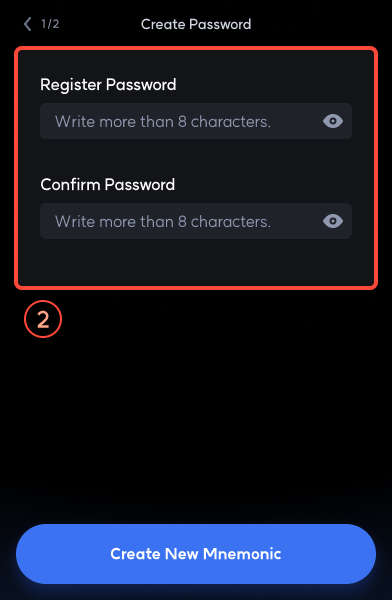 1/2
Create Password
Register Password
Write more than 8 characters.
Confirm Password
Write more than 8 characters.
2
Create New Mnemonic